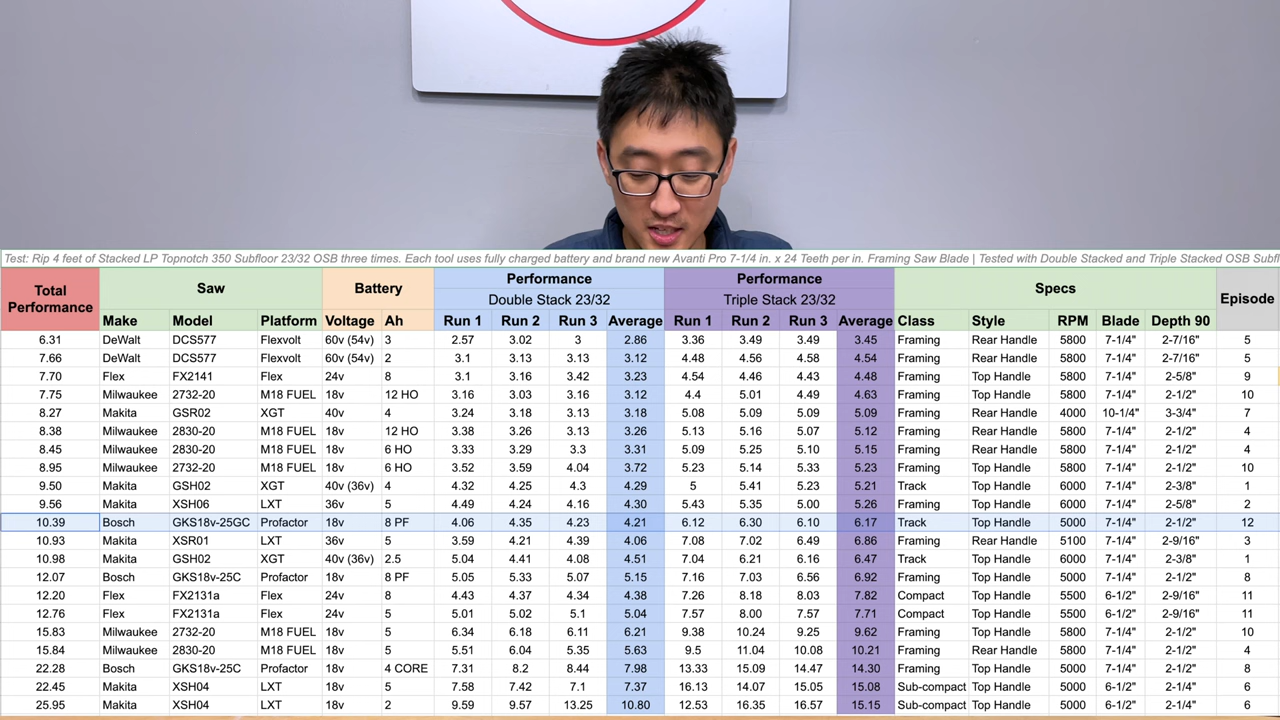 Test: Rip 4 feet of Stacked LP Topnotch 350 Subfloor 23/32 OSB three times. Each tool uses fully charged battery and brand new Avanti Pro 7-1/4 in. x 24 Teeth per in. Framing Saw Blade | Tested with Double Stacked and Triple Stacked OSB Subfl
Total Performance Saw Battery Performance Performance Specs Episode
Double Stack 23/32 Triple Stack 23/32
Make Model Platform Voltage Ah Run 1 Run 2 Run 3 Average Run 1 Run 2 Run 3 Average Class Style RPM Blade Depth 90
6.31 DeWalt DCS577 Flexvolt 60v (54v) 3 2.57 3.02 3 2.86 3.36 3.49 3.49 3.45 Framing Rear Handle 5800 7-1/4" 2-7/16" 5
7.66 DeWalt DCS577 Flexvolt 60v (54v) 2 3.1 3.13 3.13 3.12 4.48 4.56 4.58 4.54 Framing Rear Handle 5800 7-1/4" 2-7/16" 5
7.70 Flex FX2141 Flex 24v 8 3.1 3.16 3.42 3.23 4.54 4.46 4.43 4.48 Framing Top Handle 5800 7-1/4" 2-5/8" 9
7.75 Milwaukee 2732-20 M18 FUEL 18v 12 HO 3.16 3.03 3.16 3.12 4.4 5.01 4.49 4.63 Framing Top Handle 5800 7-1/4" 2-1/2" 10
8.27 Makita GSR02 XGT 40v 4 3.24 3.18 3.13 3.18 5.08 5.09 5.09 5.09 Framing Rear Handle 4000 10-1/4" 3-3/4" 7
8.38 Milwaukee 2830-20 M18 FUEL 18v 12 HO 3.38 3.26 3.13 3.26 5.13 5.16 5.07 5.12 Framing Rear Handle 5800 7-1/4" 2-1/2" 4
8.45 Milwaukee 2830-20 M18 FUEL 18v 6 HO 3.33 3.29 3.3 3.31 5.09 5.25 5.10 5.15 Framing Rear Handle 5800 7-1/4" 2-1/2" 4
8.95 Milwaukee 2732-20 M18 FUEL 18v 6 HO 3.52 3.59 4.04 3.72 5.23 5.14 5.33 5.23 Framing Top Handle 5800 7-1/4" 2-1/2" 10
9.50 Makita GSH02 XGT 40v (36v) 4 4.32 4.25 4.3 4.29 5 5.41 5.23 5.21 Track Top Handle 6000 7-1/4" 2-3/8" 1
9.56 Makita XSH06 LXT 36v 5 4.49 4.24 4.16 4.30 5.43 5.35 5.00 5.26 Framing Top Handle 6000 7-1/4" 2-5/8" 2
10.39 Bosch GKS18v-25GC Profactor 18v 8 PF 4.06 4.35 4.23 4.21 6.12 6.30 6.10 6.17 Track Top Handle 5000 7-1/4" 2-1/2" 12
10.93 Makita XSR01 LXT 36v 5 3.59 4.21 4.39 4.06 7.08 7.02 6.49 6.86 Framing Rear Handle 5100 7-1/4" 2-9/16" 3
10.98 Makita GSH02 XGT 40v (36v) 2.5 5.04 4.41 4.08 4.51 7.04 6.21 6.16 6.47 Track Top Handle 6000 7-1/4" 2-3/8" 1
12.07 Bosch GKS18v-25C Profactor 18v 8 PF 5.05 5.33 5.07 5.15 7.16 7.03 6.56 6.92 Framing Top Handle 5000 7-1/4" 2-1/2" 8
12.20 Flex FX2131a Flex 24v 8 4.43 4.37 4.34 4.38 7.26 8.18 8.03 7.82 Compact Top Handle 5500 6-1/2" 2-9/16" 11
12.76 Flex FX2131a Flex 24v 5 5.01 5.02 5.1 5.04 7.57 8.00 7.57 7.71 Compact Top Handle 5500 6-1/2" 2-9/16" 11
15.83 Milwaukee 2732-20 M18 FUEL 18v 5 6.34 6.18 6.11 6.21 9.38 10.24 9.25 9.62 Framing Top Handle 5800 7-1/4" 2-1/2" 10
15.84 Milwaukee 2830-20 M18 FUEL 18v 5 5.51 6.04 5.35 5.63 9.5 11.04 10.08 10.21 Framing Rear Handle 5800 7-1/4" 2-1/2" 4
22.28 Bosch GKS18v-25C Profactor 18v 4 CORE 7.31 8.2 8.44 7.98 13.33 15.09 14.47 14.30 Framing Top Handle 5000 7-1/4" 2-1/2" 8
22.45 Makita XSH04 LXT 18v 5 7.58 7.42 7.1 7.37 16.13 14.07 15.05 15.08 Sub-compact Top Handle 5000 6-1/2" 2-1/4" 6
25.95 Makita XSH04 LXT 18v 2 9.59 9.57 13.25 10.80 12.53 16.35 16.57 15.15 Sub-compact Top Handle 5000 6-1/2" 2-1/4" 6